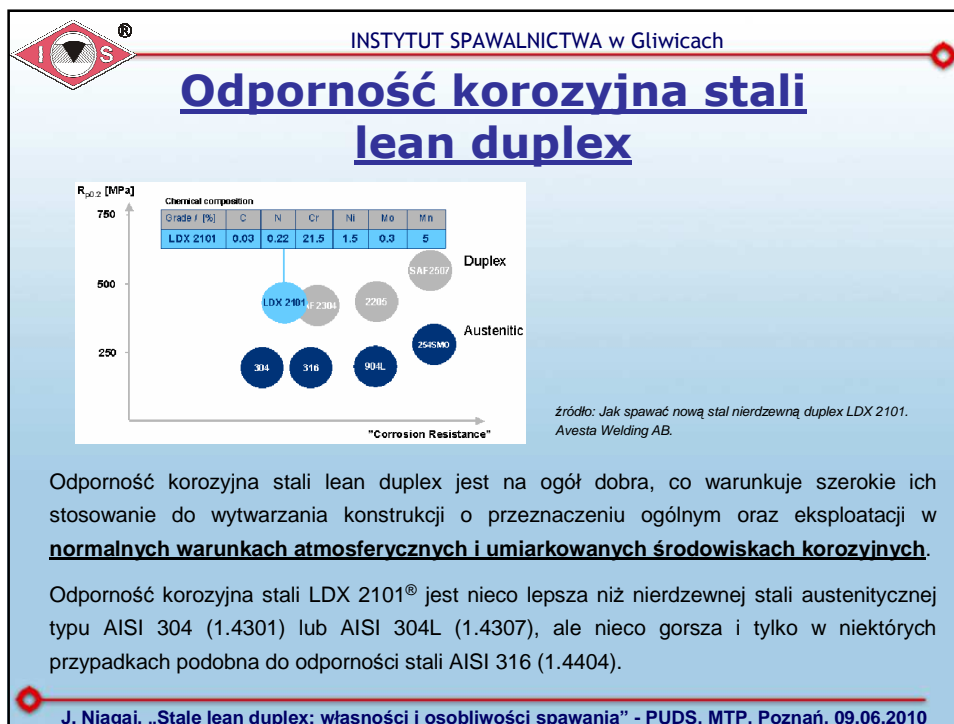 I S ®
INSTYTUT SPAWALNICTWA w Gliwicach
Odporność korozyjna stali
lean duplex
Rp0.2 [MPa]
750
500
250
Chemical composition
Grade / [%] C N Cr Ni Mo Mn
LDX 2101 0.03 0.22 21.5 1.5 0.3 5
SAF2507
Duplex
LDX 2101 AF2304 2205
Austenitic
254SMO
304 316 904L
"Corrosion Resistance"
źródło: Jak spawać nową stal nierdzewną duplex LDX 2101.
Avesta Welding AB.
Odporność korozyjna stali lean duplex jest na ogół dobra, co warunkuje szerokie ich
stosowanie do wytwarzania konstrukcji o przeznaczeniu ogólnym oraz eksploatacji w
normalnych warunkach atmosferycznych i umiarkowanych środowiskach korozyjnych.
Odporność korozyjna stali LDX 2101® jest nieco lepsza niż nierdzewnej stali austenitycznej
typu AISI 304 (1.4301) lub AISI 304L (1.4307), ale nieco gorsza i tylko w niektórych
przypadkach podobna do odporności stali AISI 316 (1.4404).
J. Niagaj, „Stale lean duplex: własności i osobliwości spawania" - PUDS, MTP, Poznań, 09.06.2010